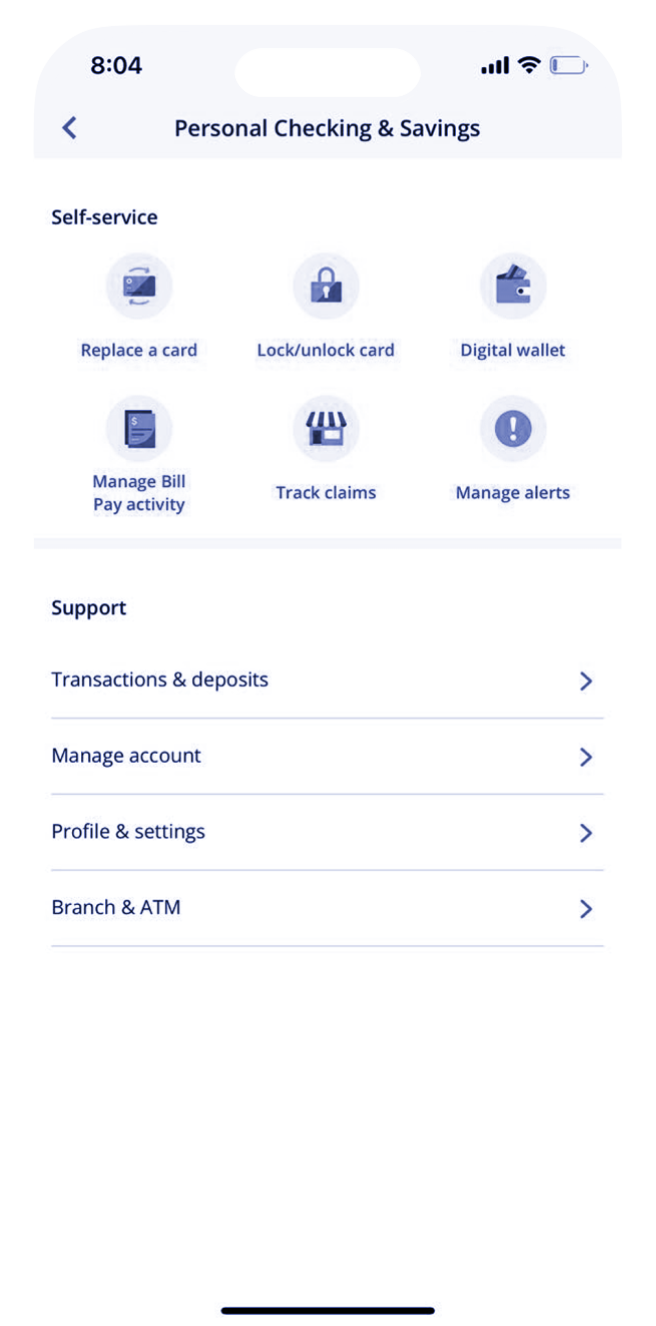 8:04
Personal Checking & Savings
Self-service
Replace a card
Lock/unlock card
Digital wallet
Manage Bill
Pay activity
Track claims
Manage alerts
Support
Transactions & deposits
Manage account
Profile & settings
Branch & ATM